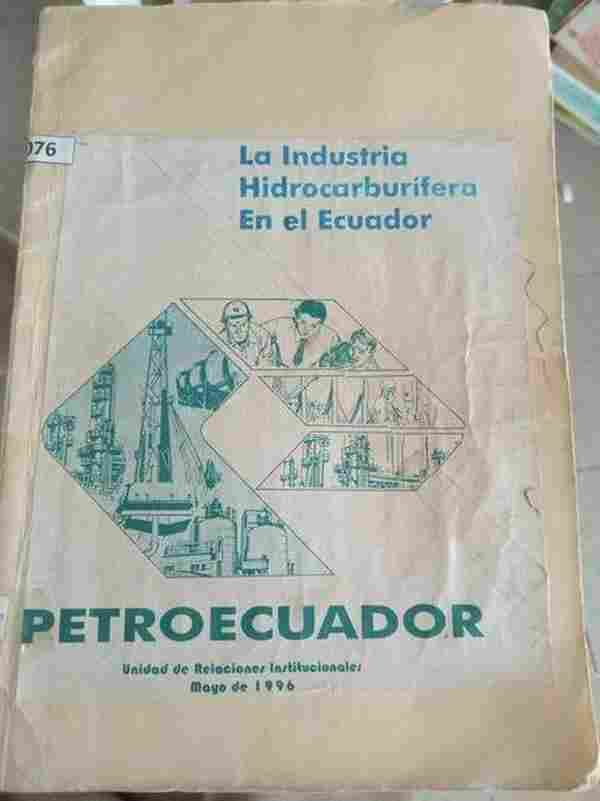 076
La Industria
Hidrocarburífera
En el Ecuador
PETROECUADOR
Unidad de Relaciones Institucionales
Mayo de 1996